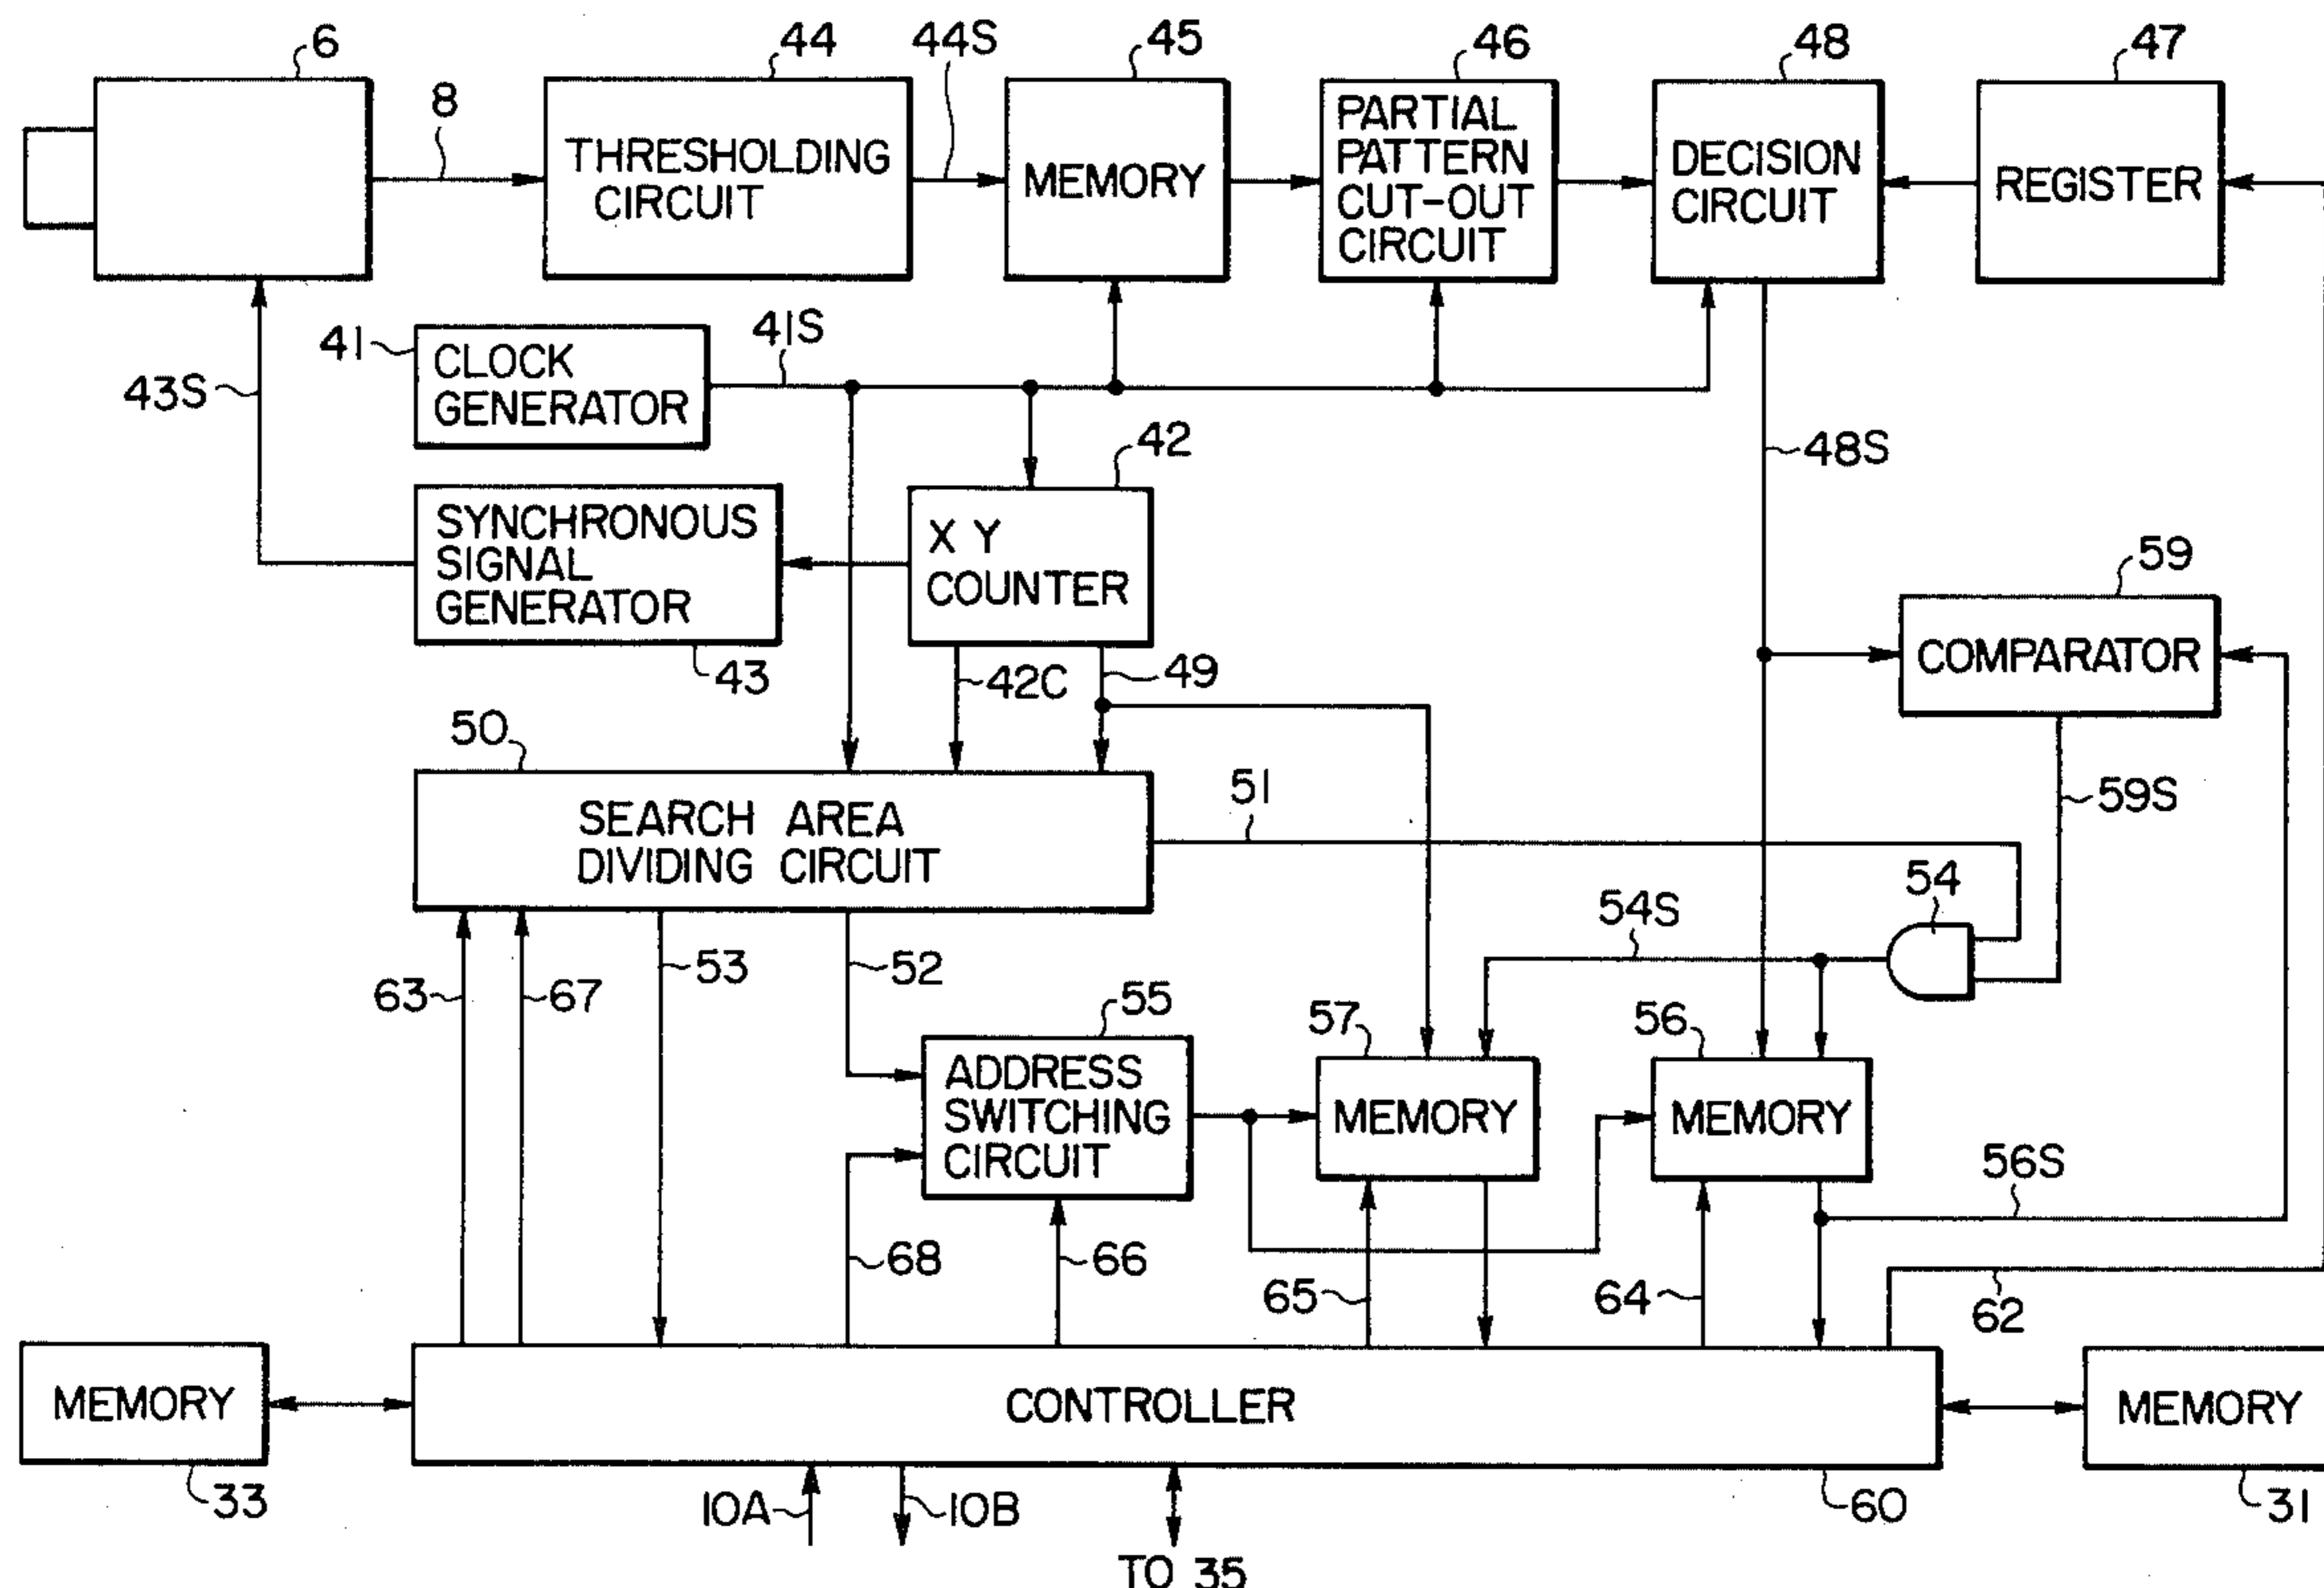 6
44
44S
45
46
48
47
8
THRESHOLDING
CIRCUIT
MEMORY
PARTIAL
PATTERN
CUT-OUT
CIRCUIT
DECISION
CIRCUIT
REGISTER
41
CLOCK
GENERATOR
41S
43S
42
48S
SYNCHRONOUS
SIGNAL
GENERATOR
X Y
COUNTER
59
COMPARATOR
43
42C
49
50
51
59S
SEARCH AREA
DIVIDING CIRCUIT
54
54S
63
67
53
52
55
57
56
ADDRESS
SWITCHING
CIRCUIT
MEMORY
MEMORY
56S
68
66
65
64
62
MEMORY
CONTROLLER
MEMORY
33
10A
10B
60
31
TO 35